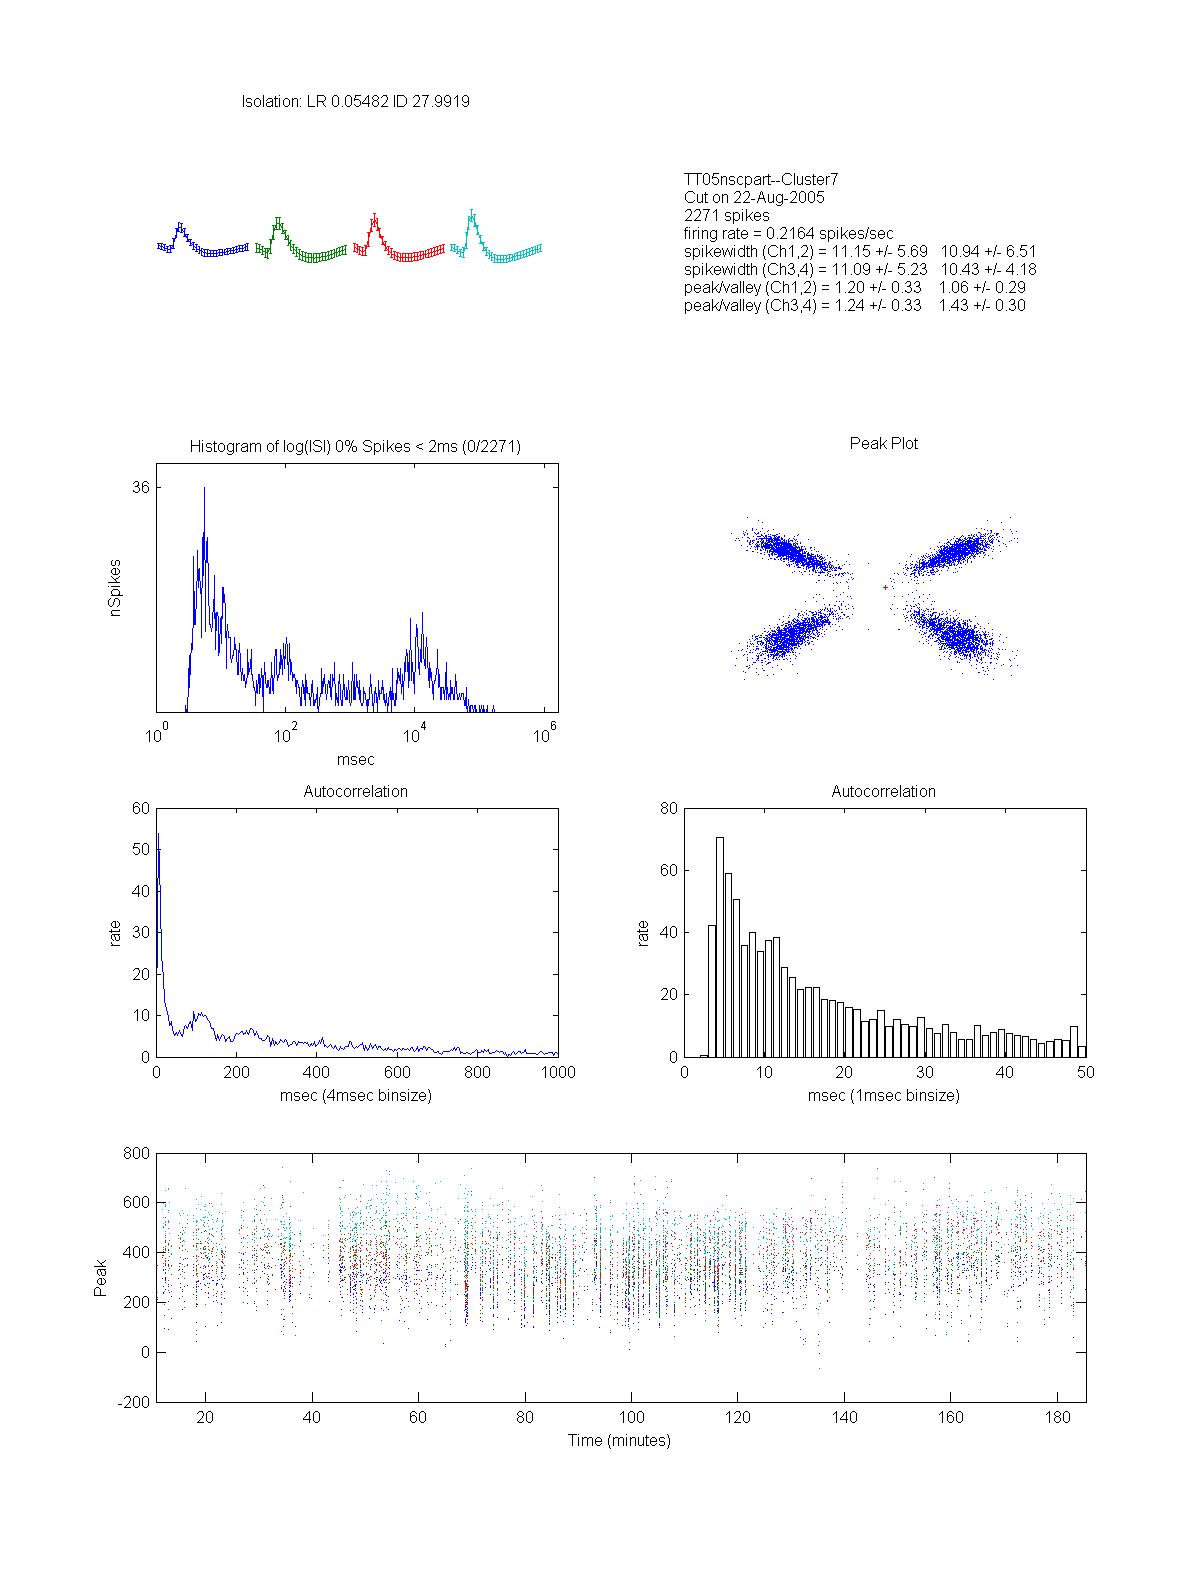 Isolation: LR 0.05482 ID 27.9919
TT05nscpart--Cluster7
Cut on 22-Aug-2005
2271 spikes
firing rate = 0.2164 spikes/sec
spikewidth (Ch1,2) = 11.15 +/- 5.69 10.94 +/- 6.51
spikewidth (Ch3,4) = 11.09 +/- 5.23 10.43 +/- 4.18
peak/valley (Ch1,2) = 1.20 +/- 0.33 1.06 +/- 0.29
peak/valley (Ch3,4) = 1.24 +/- 0.33 1.43 +/- 0.30
Histogram of log(ISI) 0% Spikes < 2ms (0/2271)
36
nSpikes
10^0 10^2 10^4 10^6
msec
Peak Plot
Autocorrelation
60
50
40
30
20
10
0
rate
0 200 400 600 800 1000
msec (4msec binsize)
Autocorrelation
80
60
40
20
0
rate
0 10 20 30 40 50
msec (1msec binsize)
800
600
400
200
0
-200
Peak
20 40 60 80 100 120 140 160 180
Time (minutes)